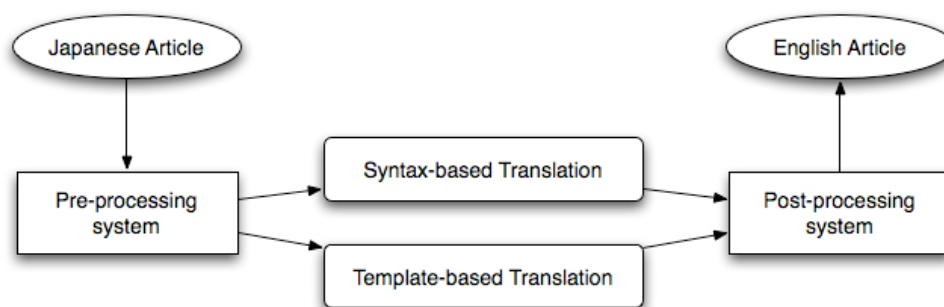 Japanese Article
English Article
Syntax-based Translation
Pre-processing
system
Post-processing
system
Template-based Translation